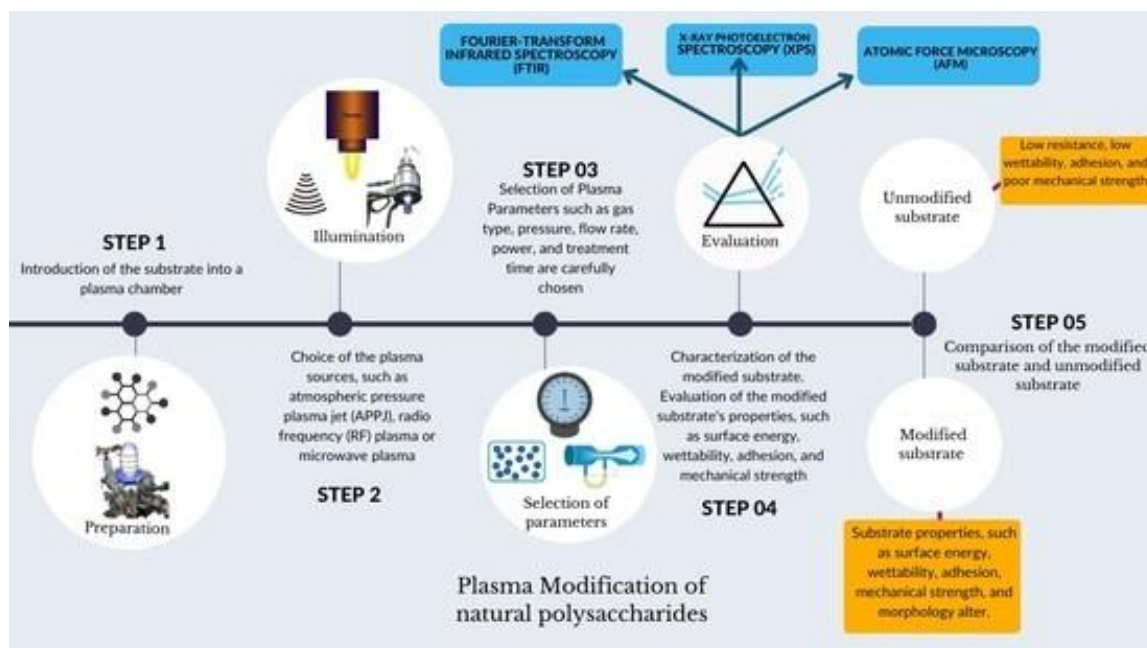 FOURIER-TRANSFORM
INFRARED SPECTROSCOPY
(FTIR)
X-RAY PHOTOELECTRON
SPECTROSCOPY (XPS)
ATOMIC FORCE MICROSCOPY
(AFM)
STEP 1
Introduction of the substrate into a
plasma chamber
Preparation
Illumination
Choice of the plasma
sources, such as
atmospheric pressure
plasma jet (APPJ), radio
frequency (RF) plasma or
microwave plasma
STEP 2
STEP 03
Selection of Plasma
Parameters such as gas
type, pressure, flow rate,
power, and treatment
time are carefully
chosen
Selection of
parameters
Evaluation
Characterization of the
modified substrate.
Evaluation of the modified
substrate's properties, such
as surface energy,
wettability, adhesion, and
mechanical strength
STEP 04
Unmodified
substrate
Low resistance, low
wettability, adhesion, and
poor mechanical strength
STEP 05
Comparison of the modified
substrate and unmodified
substrate
Modified
substrate
Substrate properties, such
as surface energy,
wettability, adhesion,
mechanical strength, and
morphology alter.
Plasma Modification of
natural polysaccharides